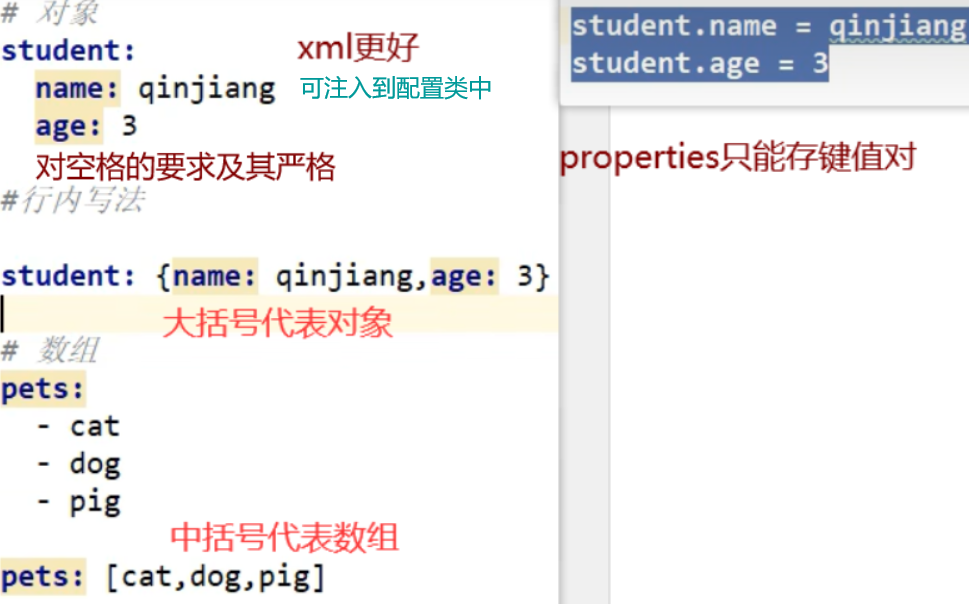 # 对象
student:
xml更好
name: qinjiang
可注入到配置类中
age: 3
对空格的要求及其严格
#行内写法
student: {name: qinjiang,age: 3}
大括号代表对象
# 数组
pets:
- cat
- dog
- pig
中括号代表数组
pets: [cat,dog,pig]
student.name = qinjiang
student.age = 3
properties只能存键值对